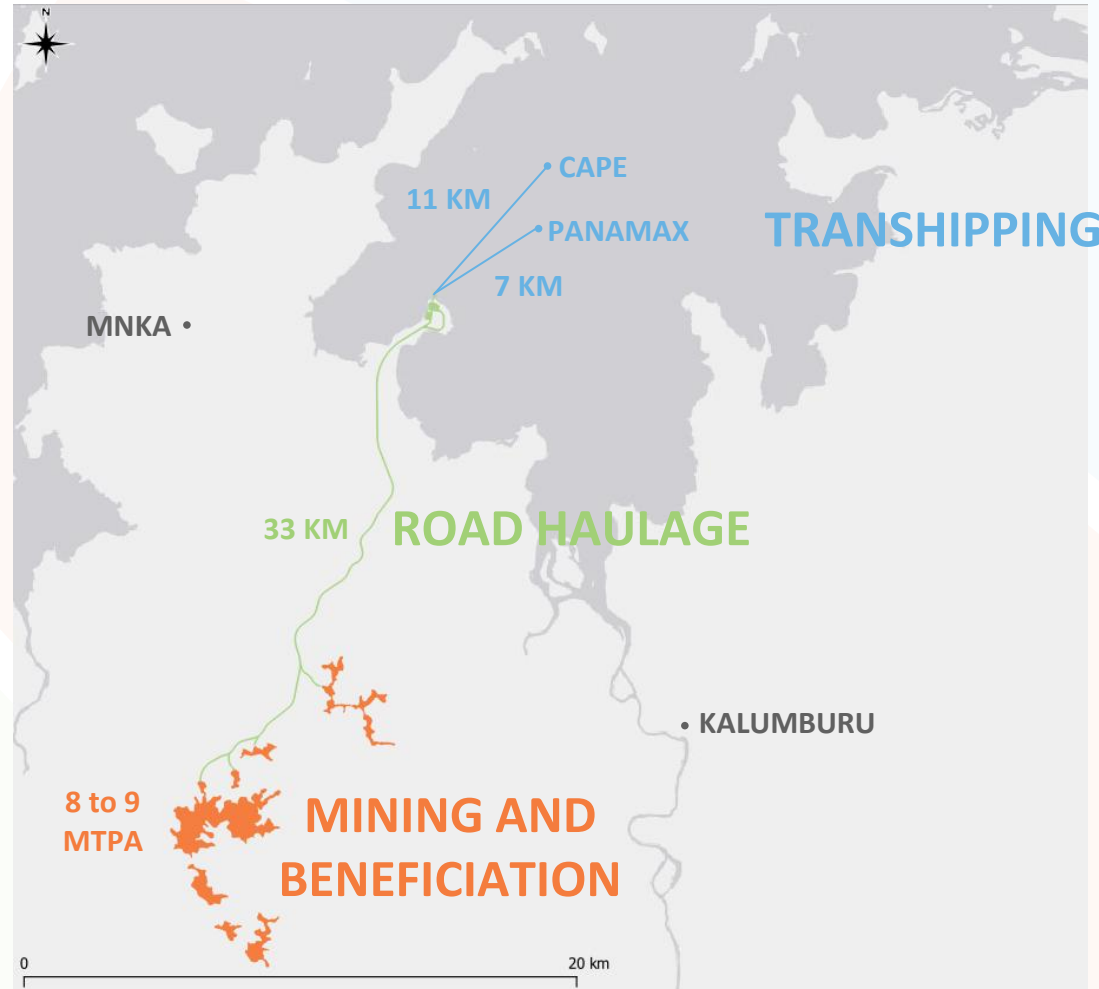 N
CAPE
11 KM
PANAMAX
TRANSHIPPING
7 KM
MNKA
33 KM
ROAD HAULAGE
KALUMBURU
8 to 9
MTPA
MINING AND
BENEFICIATION
0
20 km